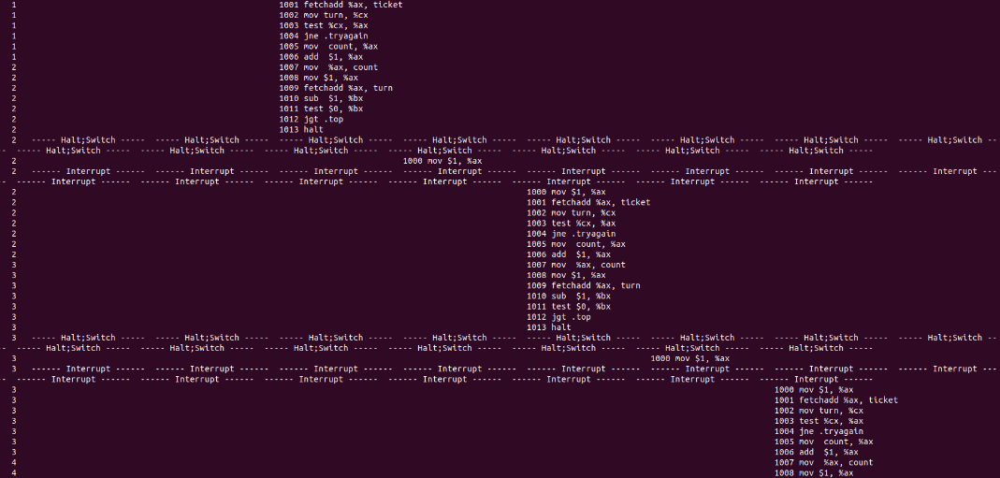 1 1001 fetchadd %ax, ticket
1 1002 mov turn, %cx
1 1003 test %cx, %ax
1 1004 jne .tryagain
1 1005 mov  count, %ax
1 1006 add  $1, %ax
2 1007 mov  %ax, count
2 1008 mov $1, %ax
2 1009 fetchadd %ax, turn
2 1010 sub  $1, %bx
2 1011 test $0, %bx
2 1012 jgt .top
2 1013 halt
2 ----- Halt;Switch -----  ----- Halt;Switch -----  ----- Halt;Switch -----  ----- Halt;Switch -----  ----- Halt;Switch -----  ----- Halt;Switch -----  ----- Halt;Switch -----  ----- Halt;Switch --
--  ----- Halt;Switch -----  ----- Halt;Switch -----  ----- Halt;Switch -----  ----- Halt;Switch -----  ----- Halt;Switch -----  ----- Halt;Switch -----  ----- Halt;Switch -----
2 1000 mov $1, %ax
2 ------ Interrupt ------  ------ Interrupt ------  ------ Interrupt ------  ------ Interrupt ------  ------ Interrupt ------  ------ Interrupt ------  ------ Interrupt ------  ------ Interrupt ---
--  ------ Interrupt ------  ------ Interrupt ------  ------ Interrupt ------  ------ Interrupt ------  ------ Interrupt ------  ------ Interrupt ------  ------ Interrupt ------
2 1000 mov $1, %ax
2 1001 fetchadd %ax, ticket
2 1002 mov turn, %cx
2 1003 test %cx, %ax
2 1004 jne .tryagain
2 1005 mov  count, %ax
2 1006 add  $1, %ax
3 1007 mov  %ax, count
3 1008 mov $1, %ax
3 1009 fetchadd %ax, turn
3 1010 sub  $1, %bx
3 1011 test $0, %bx
3 1012 jgt .top
3 1013 halt
3 ----- Halt;Switch -----  ----- Halt;Switch -----  ----- Halt;Switch -----  ----- Halt;Switch -----  ----- Halt;Switch -----  ----- Halt;Switch -----  ----- Halt;Switch -----  ----- Halt;Switch --
--  ----- Halt;Switch -----  ----- Halt;Switch -----  ----- Halt;Switch -----  ----- Halt;Switch -----  ----- Halt;Switch -----  ----- Halt;Switch -----  ----- Halt;Switch -----
3 1000 mov $1, %ax
3 ------ Interrupt ------  ------ Interrupt ------  ------ Interrupt ------  ------ Interrupt ------  ------ Interrupt ------  ------ Interrupt ------  ------ Interrupt ------  ------ Interrupt ---
--  ------ Interrupt ------  ------ Interrupt ------  ------ Interrupt ------  ------ Interrupt ------  ------ Interrupt ------  ------ Interrupt ------  ------ Interrupt ------
3 1000 mov $1, %ax
3 1001 fetchadd %ax, ticket
3 1002 mov turn, %cx
3 1003 test %cx, %ax
3 1004 jne .tryagain
3 1005 mov  count, %ax
3 1006 add  $1, %ax
4 1007 mov  %ax, count
4 1008 mov $1, %ax